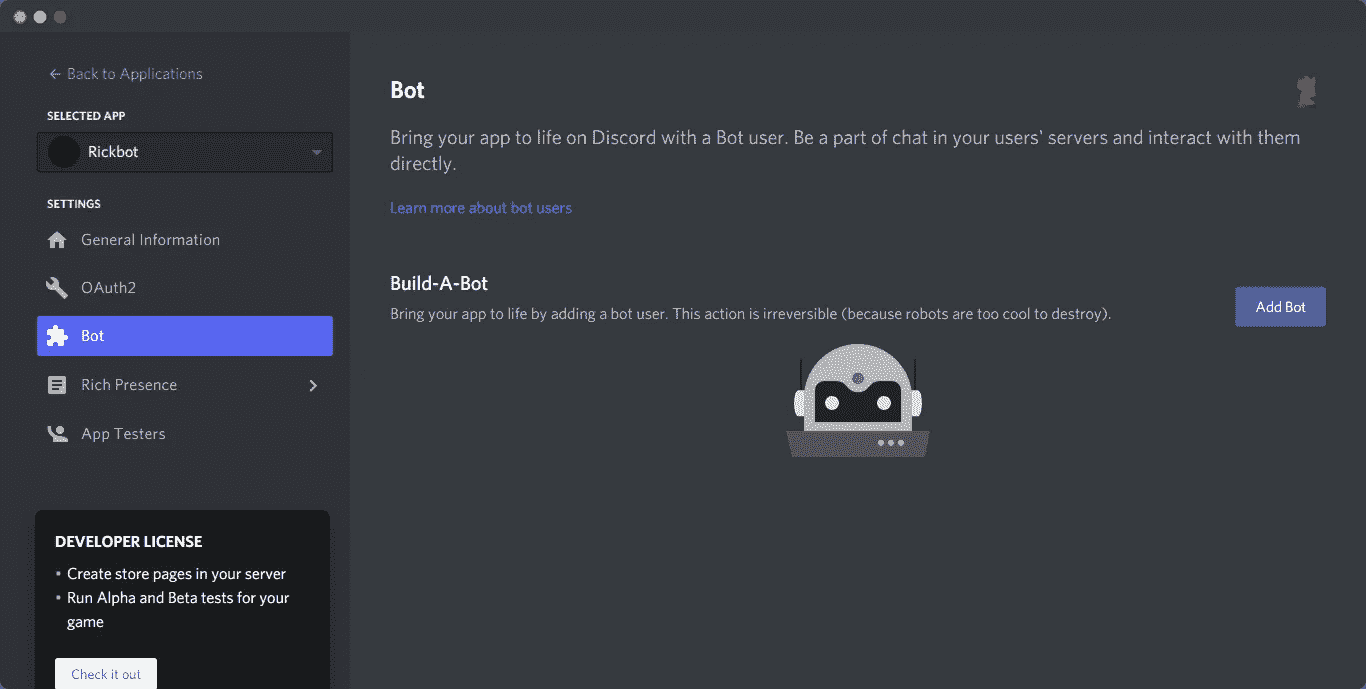 ← Back to Applications
SELECTED APP
Rickbot
SETTINGS
General Information
OAuth2
Bot
Rich Presence
App Testers
DEVELOPER LICENSE
• Create store pages in your server
• Run Alpha and Beta tests for your
game
Check it out
Bot
Bring your app to life on Discord with a Bot user. Be a part of chat in your users' servers and interact with them
directly.
Learn more about bot users
Build-A-Bot
Bring your app to life by adding a bot user. This action is irreversible (because robots are too cool to destroy).
Add Bot